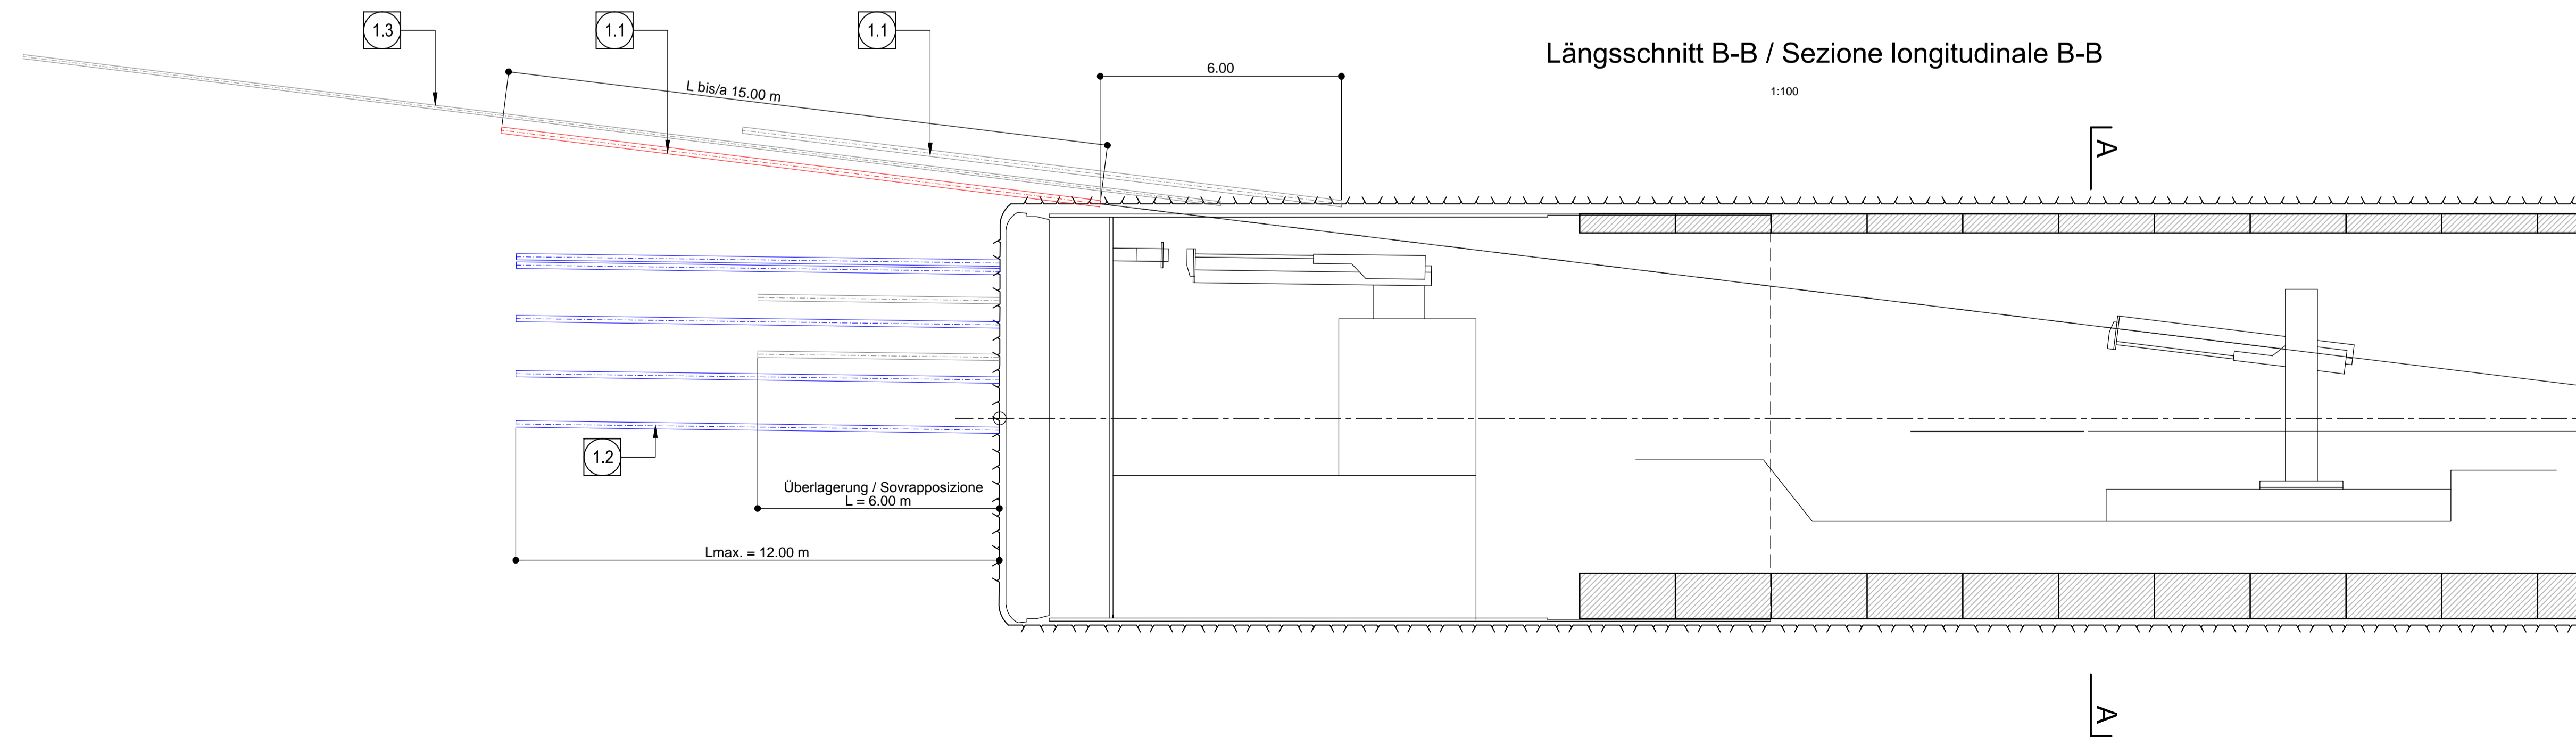 1.3
1.1
1.1
Längsschnitt B-B / Sezione longitudinale B-B
6.00
L bis/a 15.00 m
1:100
A
1.2
Überlagerung / Sovrapposizione
L = 6.00 m
Lmax. = 12.00 m
A